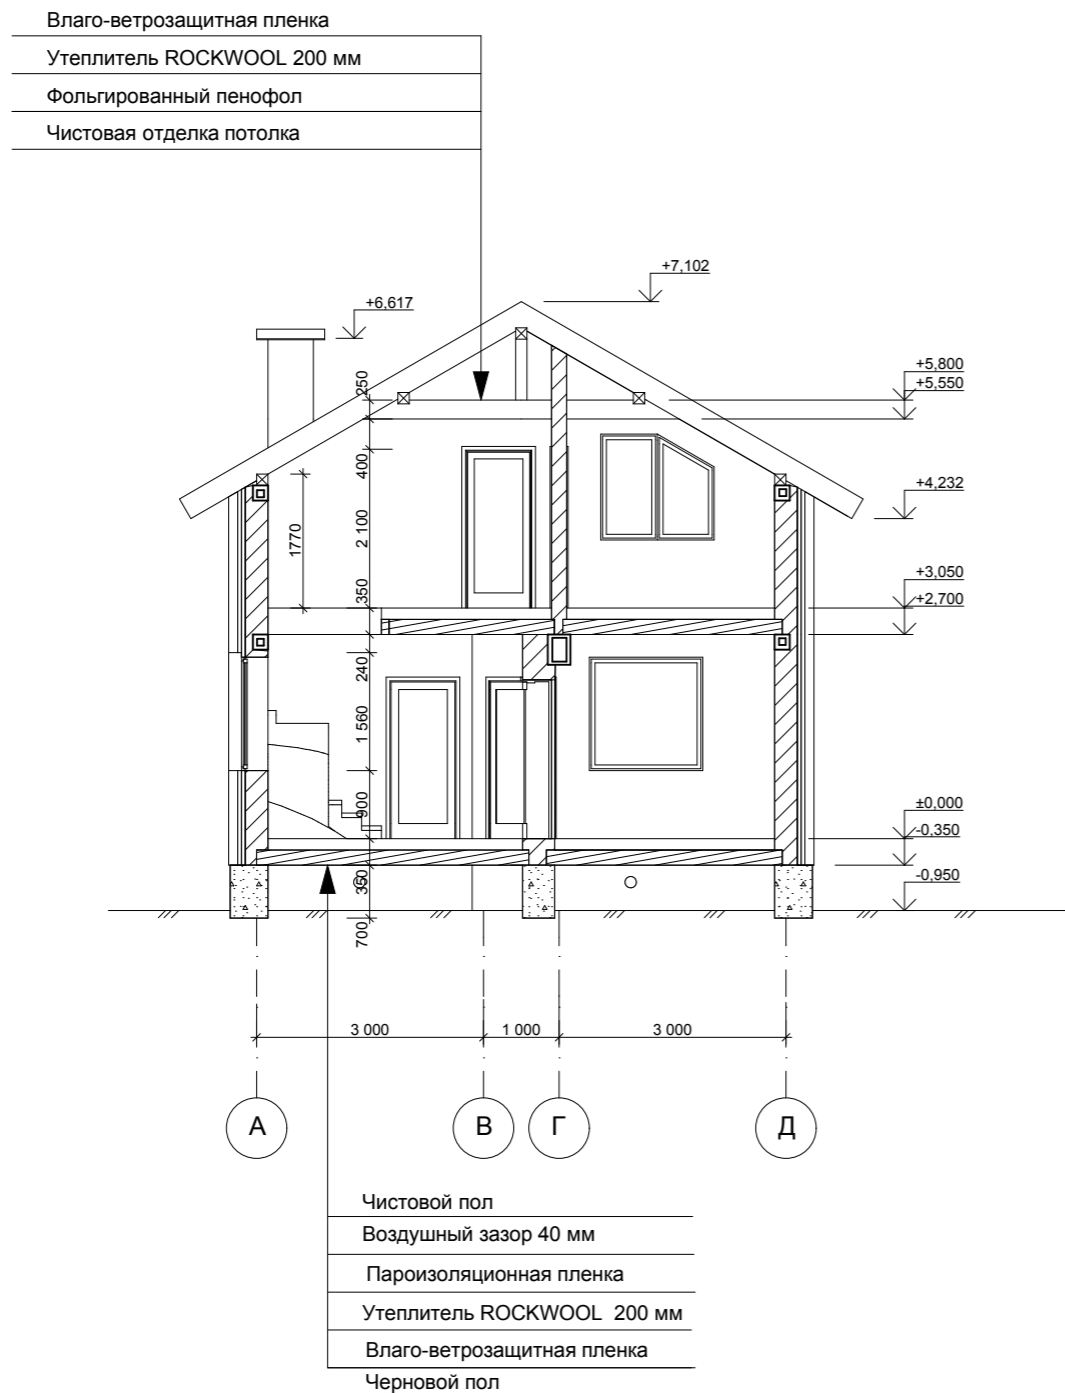 Влаго-ветрозащитная пленка
Утеплитель ROCKWOOL 200 мм
Фольгированный пенофол
Чистовая отделка потолка
+7,102
+6,617
+5,800
+5,550
250
400
+4,232
2 100
1770
+3,050
350
+2,700
240
1 560
900
±0,000
-0,350
350
-0,950
700
3 000
1 000
3 000
А
В
Г
Д
Чистовой пол
Воздушный зазор 40 мм
Пароизоляционная пленка
Утеплитель ROCKWOOL 200 мм
Влаго-ветрозащитная пленка
Черновой пол